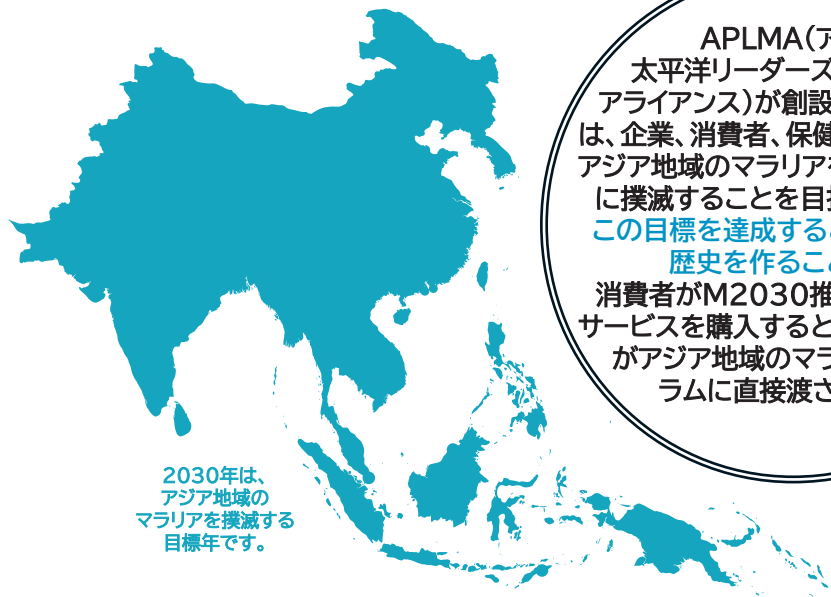 APLMA(ア
太平洋リーダーズ
アライアンス)が創設
は、企業、消費者、保健
アジア地域のマラリアを
に撲滅することを目指
この目標を達成する
歴史を作るこ
消費者がM2030推
サービスを購入すると
がアジア地域のマラ
ラムに直接渡さ
2030年は、
アジア地域の
マラリアを撲滅する
目標年です。